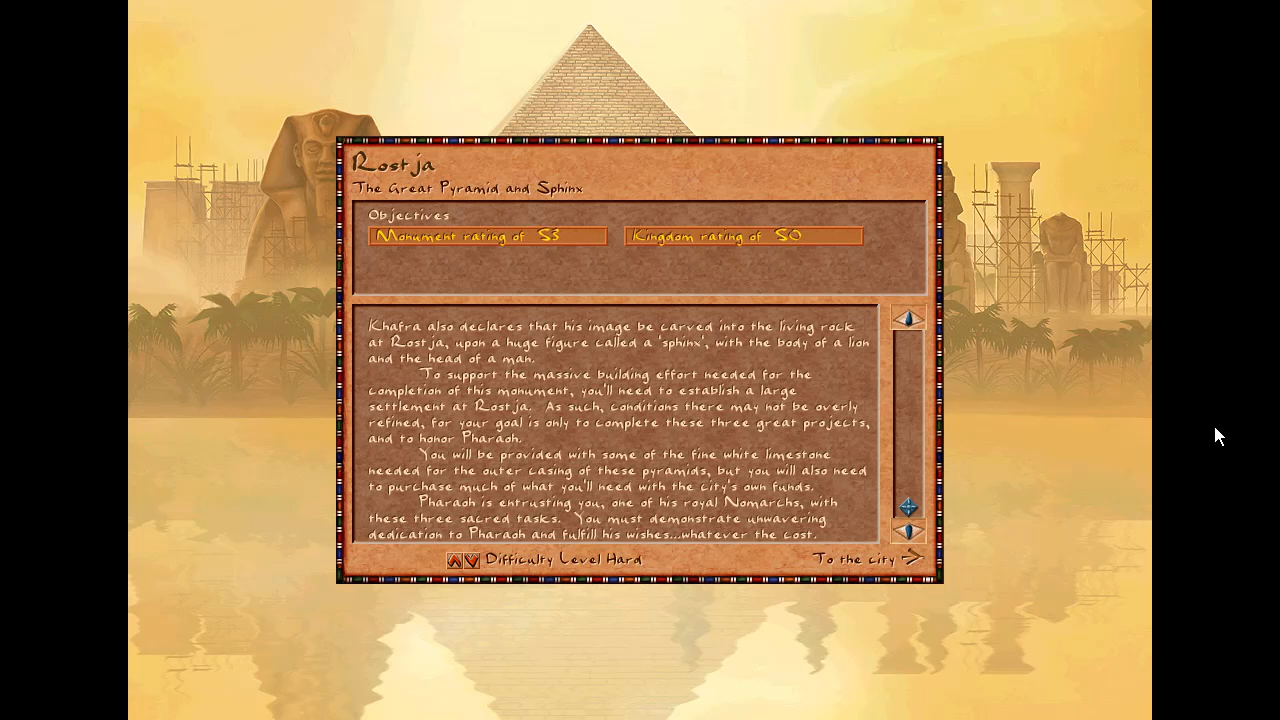 Rostja
The Great Pyramid and Sphinx
Objectives
Monument rating of 53
Kingdom rating of 50
Khafra also declares that his image be carved into the living rock
at Rostja, upon a huge figure called a 'sphinx', with the body of a lion
and the head of a man.
To support the massive building effort needed for the
completion of this monument, you'll need to establish a large
settlement at Rostja. As such, conditions there may not be overly
refined, for your goal is only to complete these three great projects,
and to honor Pharaoh.
You will be provided with some of the fine white limestone
needed for the outer casing of these pyramids, but you will also need
to purchase much of what you'll need with the city's own funds.
Pharaoh is entrusting you, one of his royal Nomarchs, with
these three sacred tasks. You must demonstrate unwavering
dedication to Pharaoh and fulfill his wishes...whatever the cost.
Difficulty Level Hard
To the city